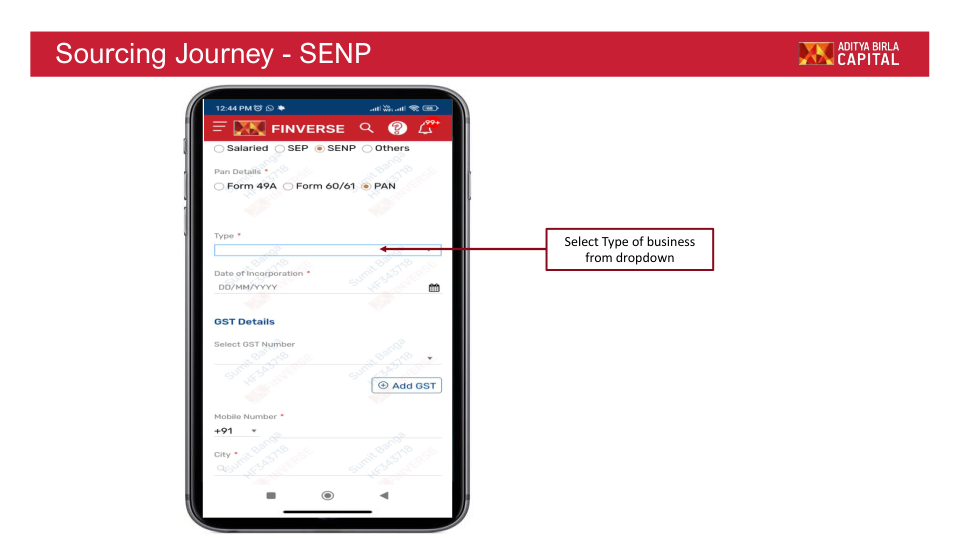 Sourcing Journey - SENP
ADITYA BIRLA
CAPITAL
12:44 PM
FINVERSE
99+
Salaried SEP SENP Others
Pan Details *
Form 49A Form 60/61 PAN
Type *
Select Type of business
from dropdown
Date of Incorporation *
DD/MM/YYYY
GST Details
Select GST Number
Add GST
Mobile Number *
+91
City *
Sumit Banga
HF343718
FINVERSE